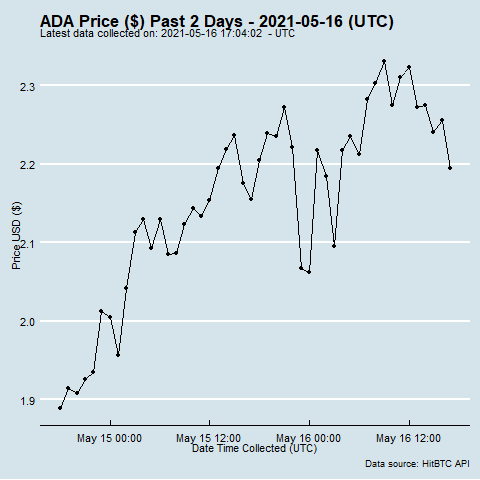 ADA Price ($) Past 2 Days - 2021-05-16 (UTC)
Latest data collected on: 2021-05-16 17:04:02  - UTC
Price USD ($)
2.3
2.2
2.1
2.0
1.9
May 15 00:00 May 15 12:00 May 16 00:00 May 16 12:00
Date Time Collected (UTC)
Data source: HitBTC API